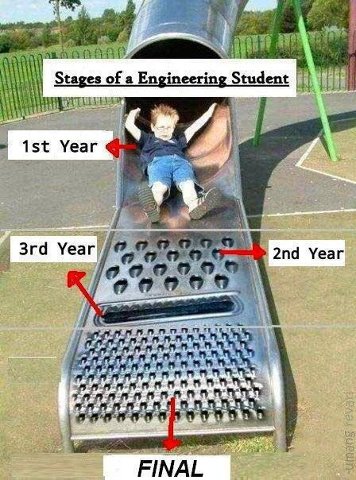 Stages of a Engineering Student
1st Year
3rd Year
2nd Year
FINAL